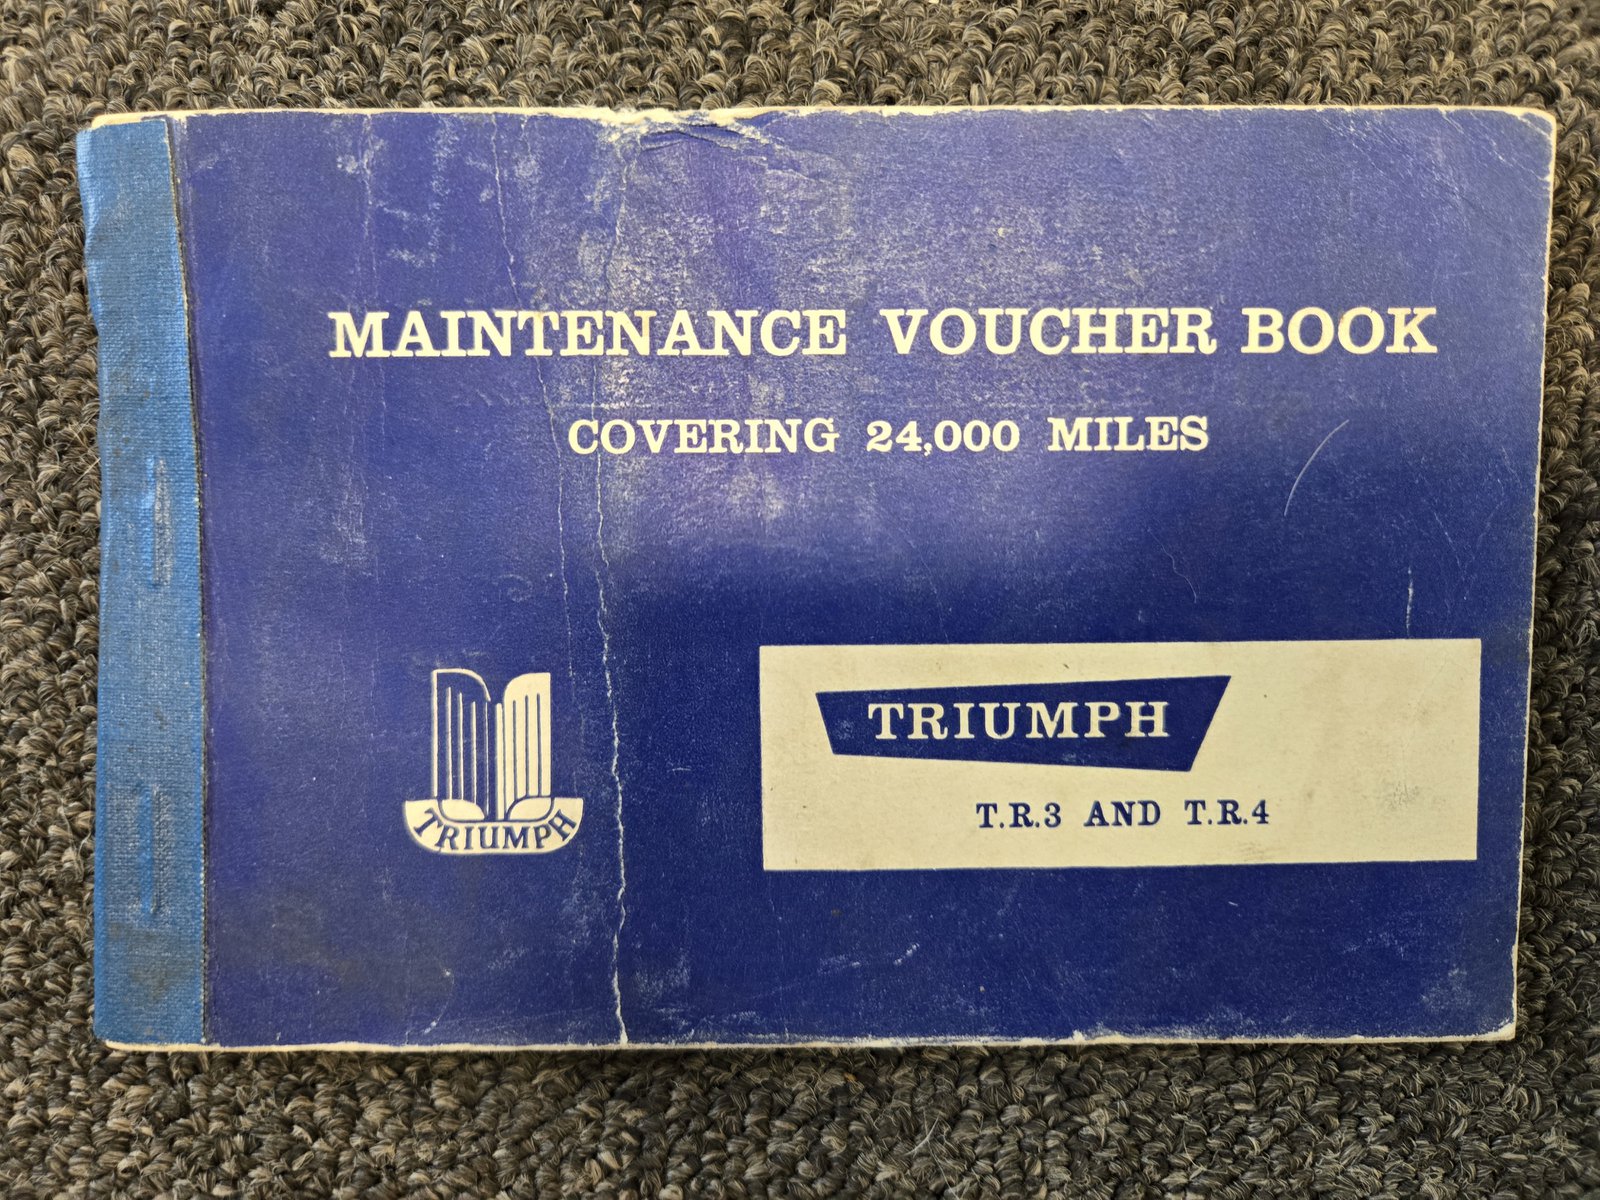 MAINTENANCE VOUCHER BOOK
COVERING 24,000 MILES
TRIUMPH
TRIUMPH
T.R.3 AND T.R.4